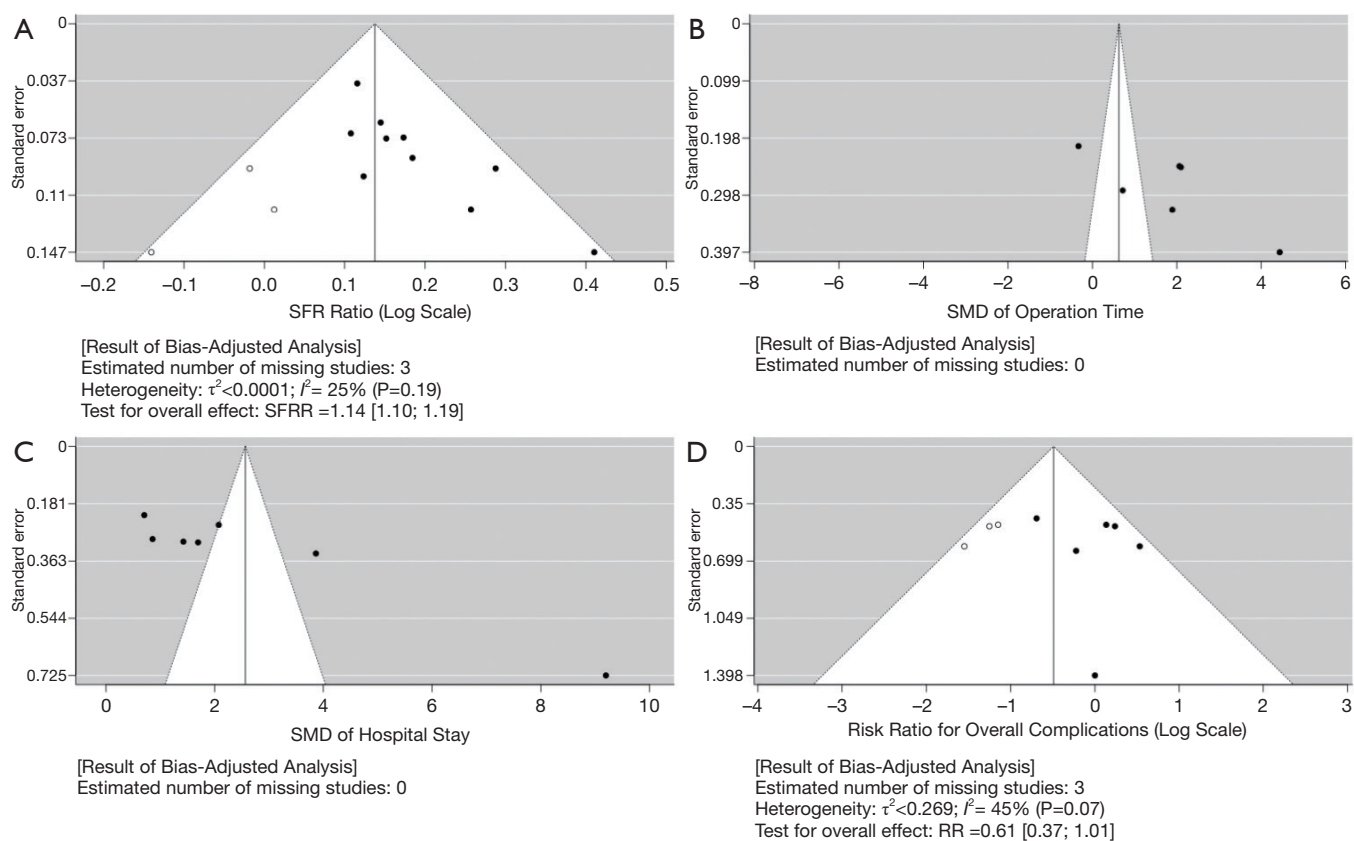 A
0
0.037
0.073
0.11
0.147
Standard error
−0.2 −0.1 0.0 0.1 0.2 0.3 0.4 0.5
SFR Ratio (Log Scale)
[Result of Bias-Adjusted Analysis]
Estimated number of missing studies: 3
Heterogeneity: τ²<0.0001; I²= 25% (P=0.19)
Test for overall effect: SFRR =1.14 [1.10; 1.19]
B
0
0.099
0.198
0.298
0.397
Standard error
−8 −6 −4 −2 0 2 4 6
SMD of Operation Time
[Result of Bias-Adjusted Analysis]
Estimated number of missing studies: 0
C
0
0.181
0.363
0.544
0.725
Standard error
0 2 4 6 8 10
SMD of Hospital Stay
[Result of Bias-Adjusted Analysis]
Estimated number of missing studies: 0
D
0
0.35
0.699
1.049
1.398
Standard error
−4 −3 −2 −1 0 1 2 3
Risk Ratio for Overall Complications (Log Scale)
[Result of Bias-Adjusted Analysis]
Estimated number of missing studies: 3
Heterogeneity: τ²<0.269; I²= 45% (P=0.07)
Test for overall effect: RR =0.61 [0.37; 1.01]